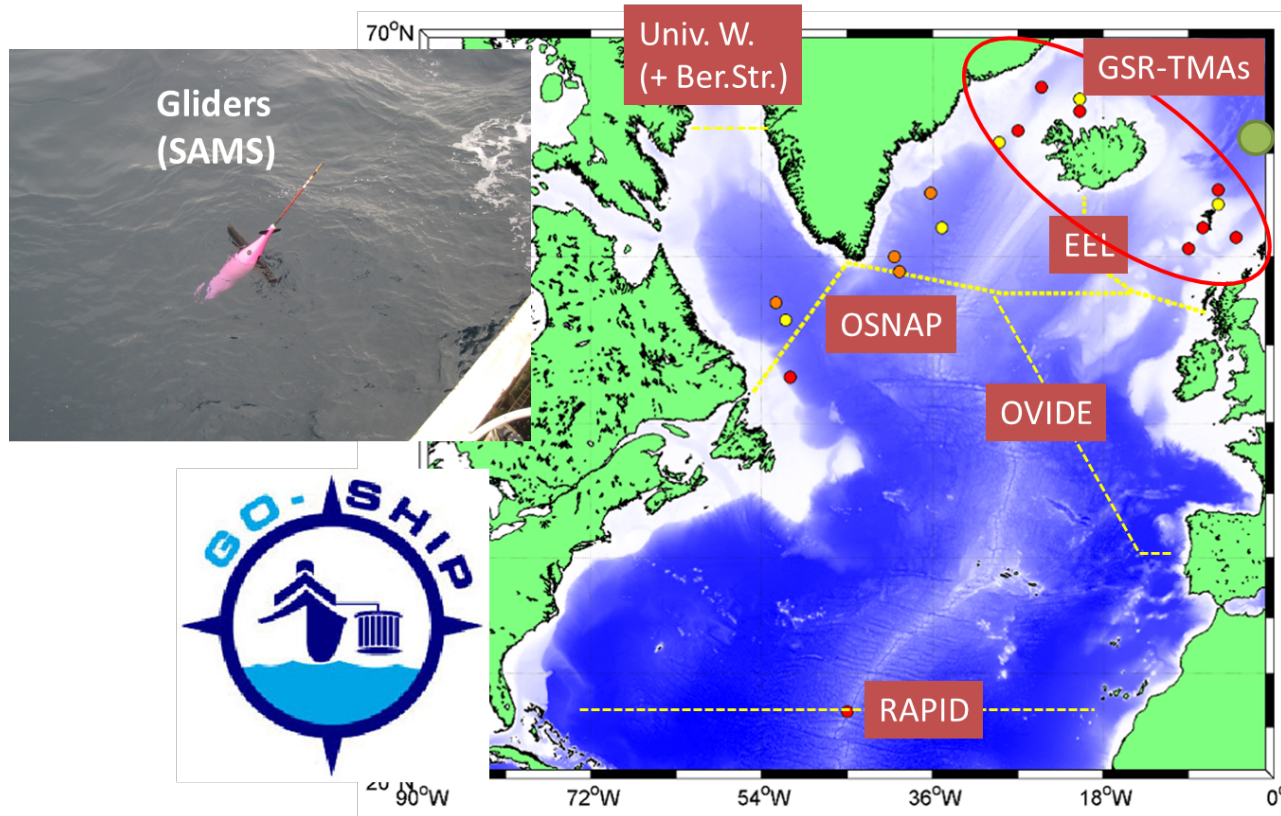 70°N
Univ. W.
(+ Ber.Str.)
GSR-TMAs
Gliders
(SAMS)
EEL
OSNAP
OVIDE
GO-SHIP
RAPID
20°N
90°W
72°W
54°W
36°W
18°W
0°